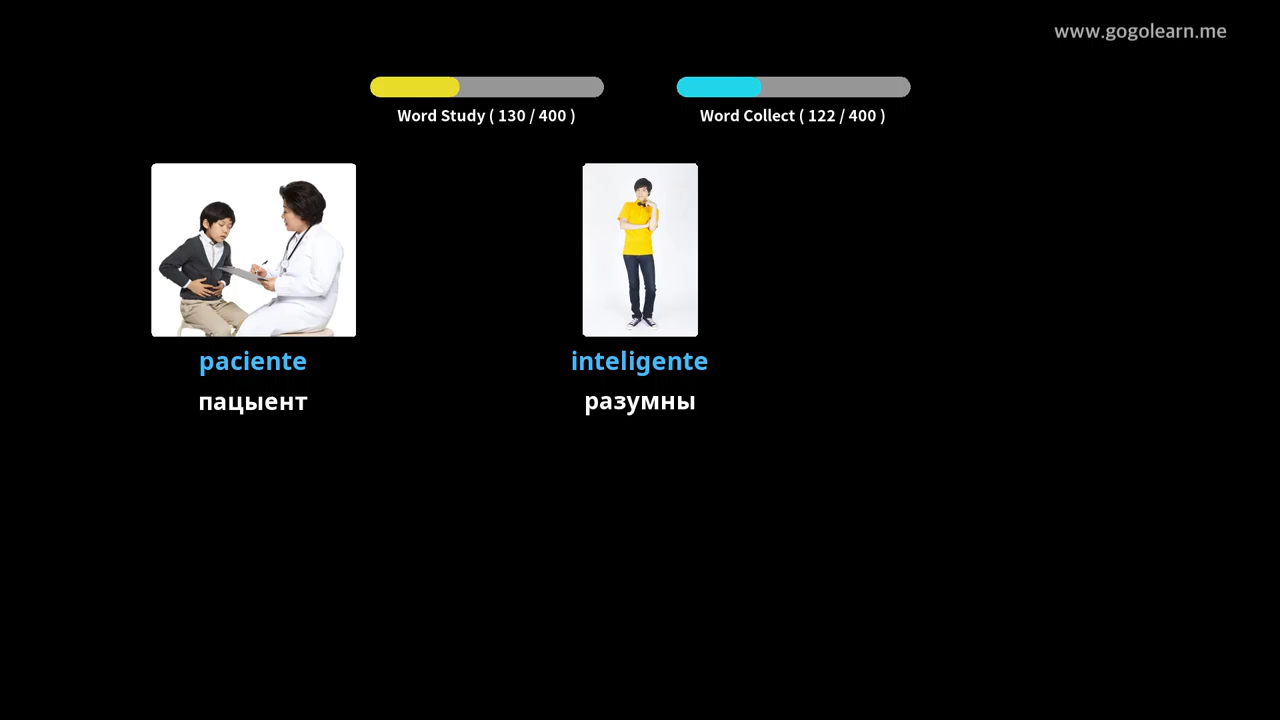 www.gogolearn.me
Word Study ( 130 / 400 )
Word Collect ( 122 / 400 )
paciente
пацыент
inteligente
разумны